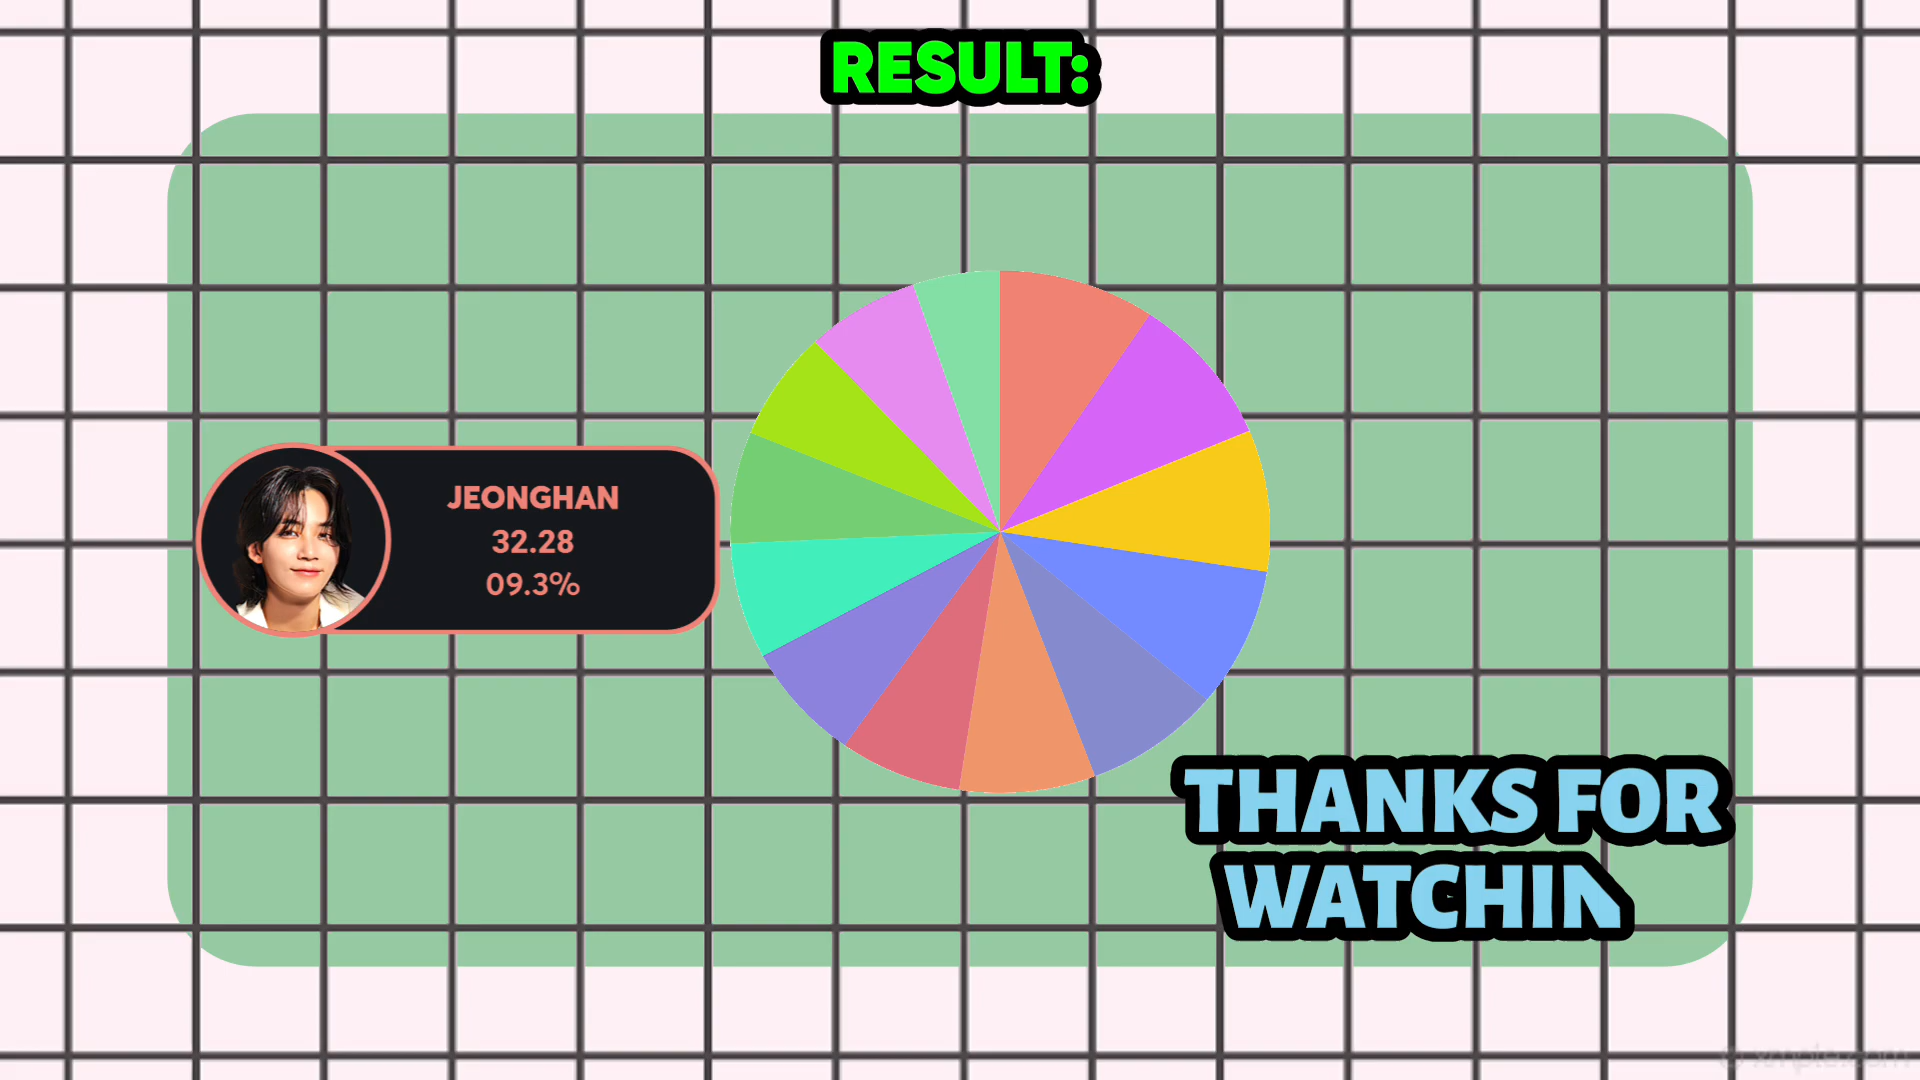 RESULT:
JEONGHAN
32.28
09.3%
THANKS FOR
WATCHIN